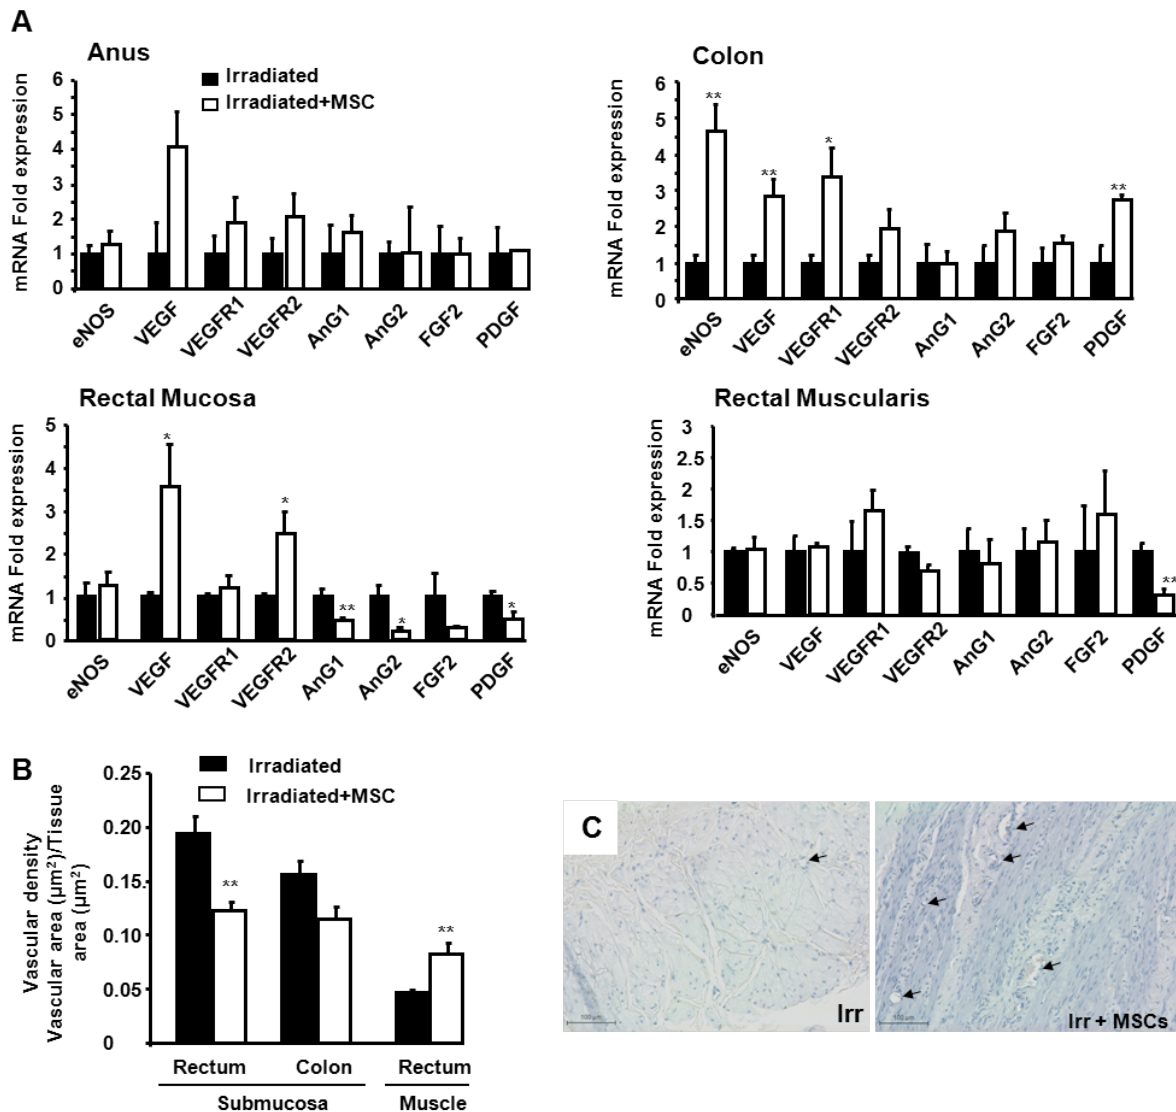 A
Anus
Irradiated
Irradiated+MSC
mRNA Fold expression
6
5
4
3
2
1
0
eNOS
VEGF
VEGFR1
VEGFR2
AnG1
AnG2
FGF2
PDGF
Colon
mRNA Fold expression
6
5
4
3
2
1
0
**
**
*
**
eNOS
VEGF
VEGFR1
VEGFR2
AnG1
AnG2
FGF2
PDGF
Rectal Mucosa
mRNA Fold expression
5
4
3
2
1
0
*
*
**
*
*
eNOS
VEGF
VEGFR1
VEGFR2
AnG1
AnG2
FGF2
PDGF
Rectal Muscularis
mRNA Fold expression
3
2.5
2
1.5
1
0.5
0
**
eNOS
VEGF
VEGFR1
VEGFR2
AnG1
AnG2
FGF2
PDGF
B
Irradiated
Irradiated+MSC
Vascular density
Vascular area (µm²)/Tissue
area (µm²)
0.25
0.20
0.15
0.10
0.05
0
**
**
Rectum Colon Rectum
Submucosa Muscle
C
100 µm
Irr
100 µm
Irr + MSCs